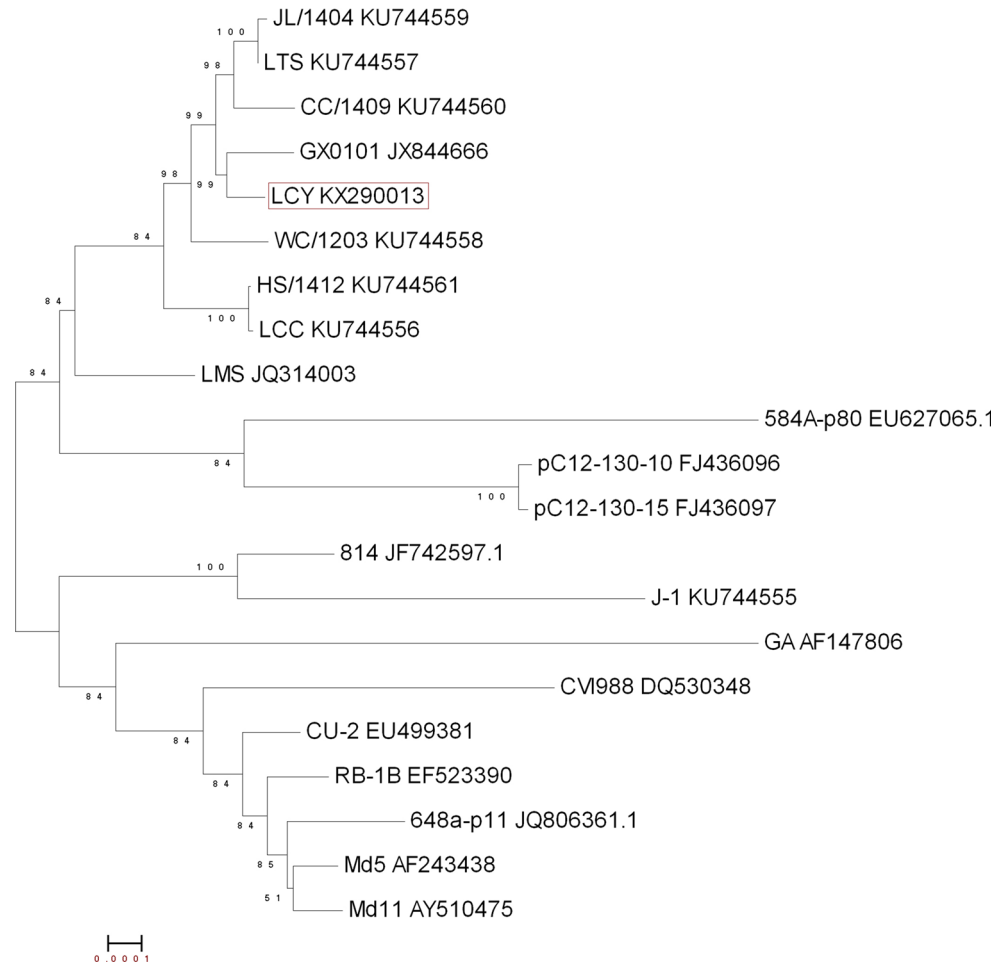 JL/1404 KU744559
100
LTS KU744557
98
CC/1409 KU744560
99
GX0101 JX844666
98
99
LCY KX290013
84
WC/1203 KU744558
HS/1412 KU744561
84
100
LCC KU744556
84
LMS JQ314003
584A-p80 EU627065.1
84
pC12-130-10 FJ436096
100
pC12-130-15 FJ436097
814 JF742597.1
100
J-1 KU744555
GA AF147806
84
CVI988 DQ530348
84
CU-2 EU499381
84
RB-1B EF523390
84
648a-p11 JQ806361.1
85
Md5 AF243438
51
Md11 AY510475
0.0001